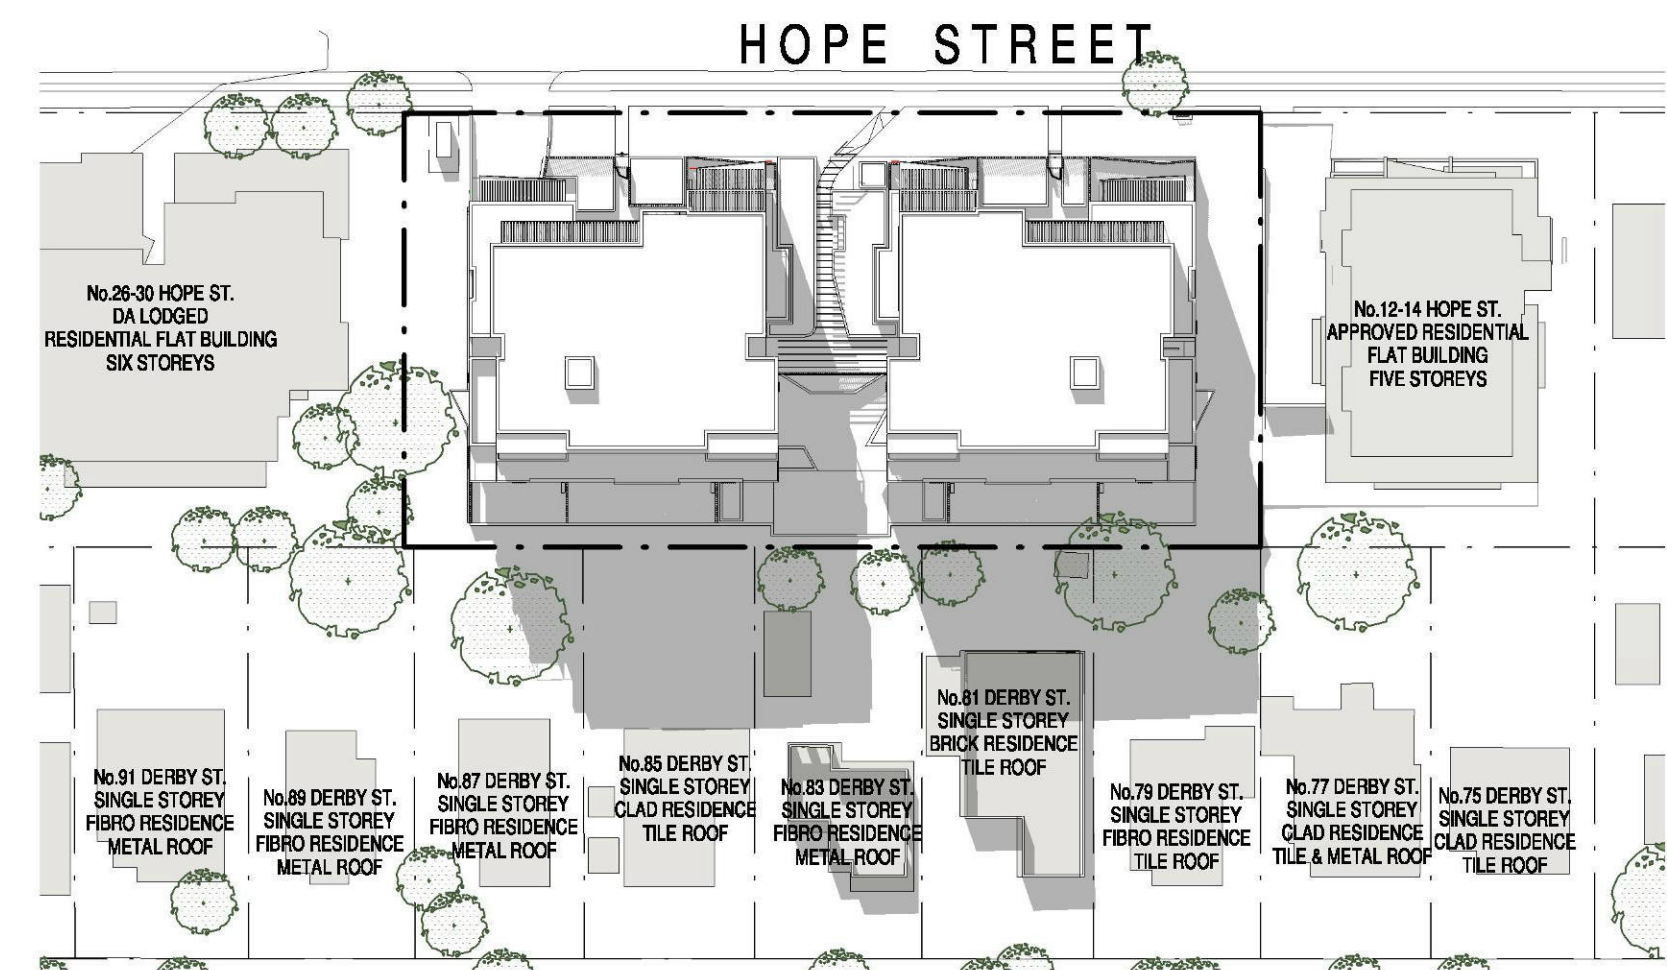 HOPE STREET
No.26-30 HOPE ST.
DA LODGED
RESIDENTIAL FLAT BUILDING
SIX STOREYS
No.12-14 HOPE ST.
APPROVED RESIDENTIAL
FLAT BUILDING
FIVE STOREYS
No.91 DERBY ST.
SINGLE STOREY
FIBRO RESIDENCE
METAL ROOF
No.89 DERBY ST.
SINGLE STOREY
FIBRO RESIDENCE
METAL ROOF
No.87 DERBY ST.
SINGLE STOREY
FIBRO RESIDENCE
METAL ROOF
No.85 DERBY ST.
SINGLE STOREY
CLAD RESIDENCE
TILE ROOF
No.83 DERBY ST.
SINGLE STOREY
FIBRO RESIDENCE
METAL ROOF
No.81 DERBY ST.
SINGLE STOREY
BRICK RESIDENCE
TILE ROOF
No.79 DERBY ST.
SINGLE STOREY
FIBRO RESIDENCE
TILE ROOF
No.77 DERBY ST.
SINGLE STOREY
CLAD RESIDENCE
TILE & METAL ROOF
No.75 DERBY ST.
SINGLE STOREY
CLAD RESIDENCE
TILE ROOF